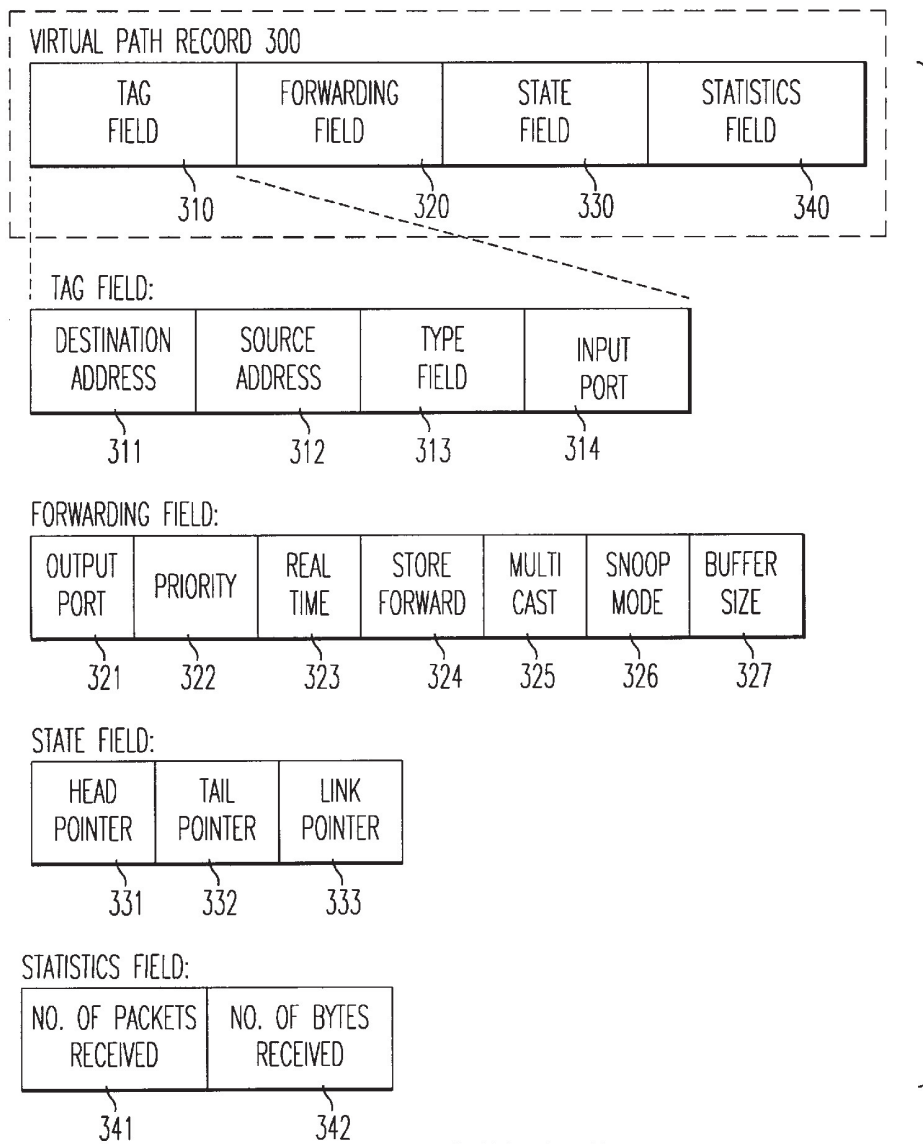 VIRTUAL PATH RECORD 300
TAG FIELD
FORWARDING FIELD
STATE FIELD
STATISTICS FIELD
310
320
330
340
TAG FIELD:
DESTINATION ADDRESS
SOURCE ADDRESS
TYPE FIELD
INPUT PORT
311
312
313
314
FORWARDING FIELD:
OUTPUT PORT
PRIORITY
REAL TIME
STORE FORWARD
MULTI CAST
SNOOP MODE
BUFFER SIZE
321
322
323
324
325
326
327
STATE FIELD:
HEAD POINTER
TAIL POINTER
LINK POINTER
331
332
333
STATISTICS FIELD:
NO. OF PACKETS RECEIVED
NO. OF BYTES RECEIVED
341
342